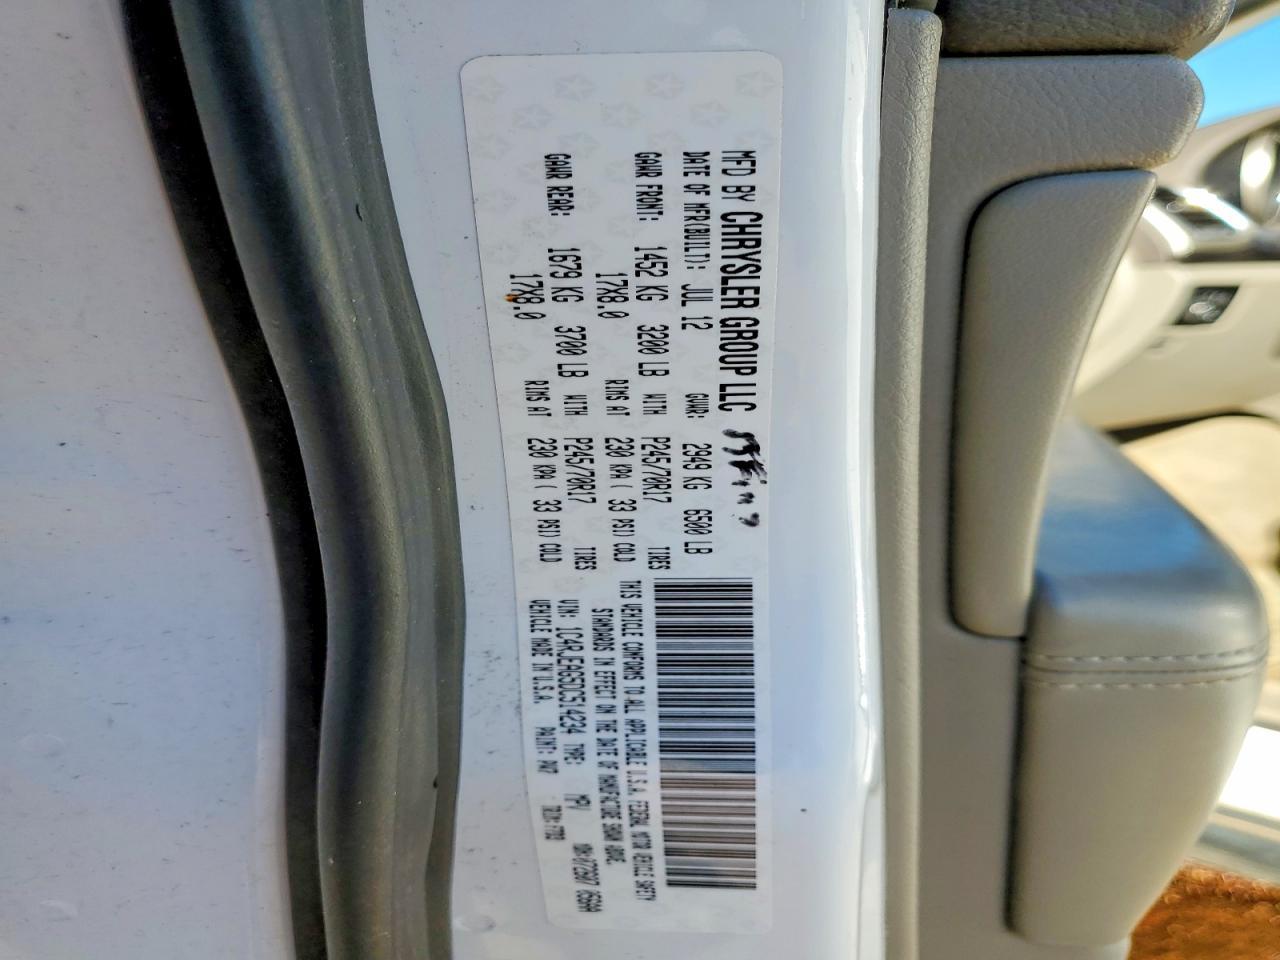 MFD BY CHRYSLER GROUP LLC
DATE OF MFR(BUILT): JUL 12 GVWR: 2949 KG 6500 LB
GAWR FRONT: 1452 KG 3200 LB WITH P245/70R17 TIRES
17X8.0 RIMS AT 230 KPA ( 33 PSI) COLD
GAWR REAR: 1679 KG 3700 LB WITH P245/70R17 TIRES
17X8.0 RIMS AT 230 KPA ( 33 PSI) COLD
THIS VEHICLE CONFORMS TO ALL APPLICABLE U.S.A. FEDERAL MOTOR VEHICLE SAFETY
STANDARDS IN EFFECT ON THE DATE OF MANUFACTURE SHOWN ABOVE.
VIN: 1C4RJEAG5DC514234 TYPE: MPV
VEHICLE MADE IN U.S.A. PAINT: PW7